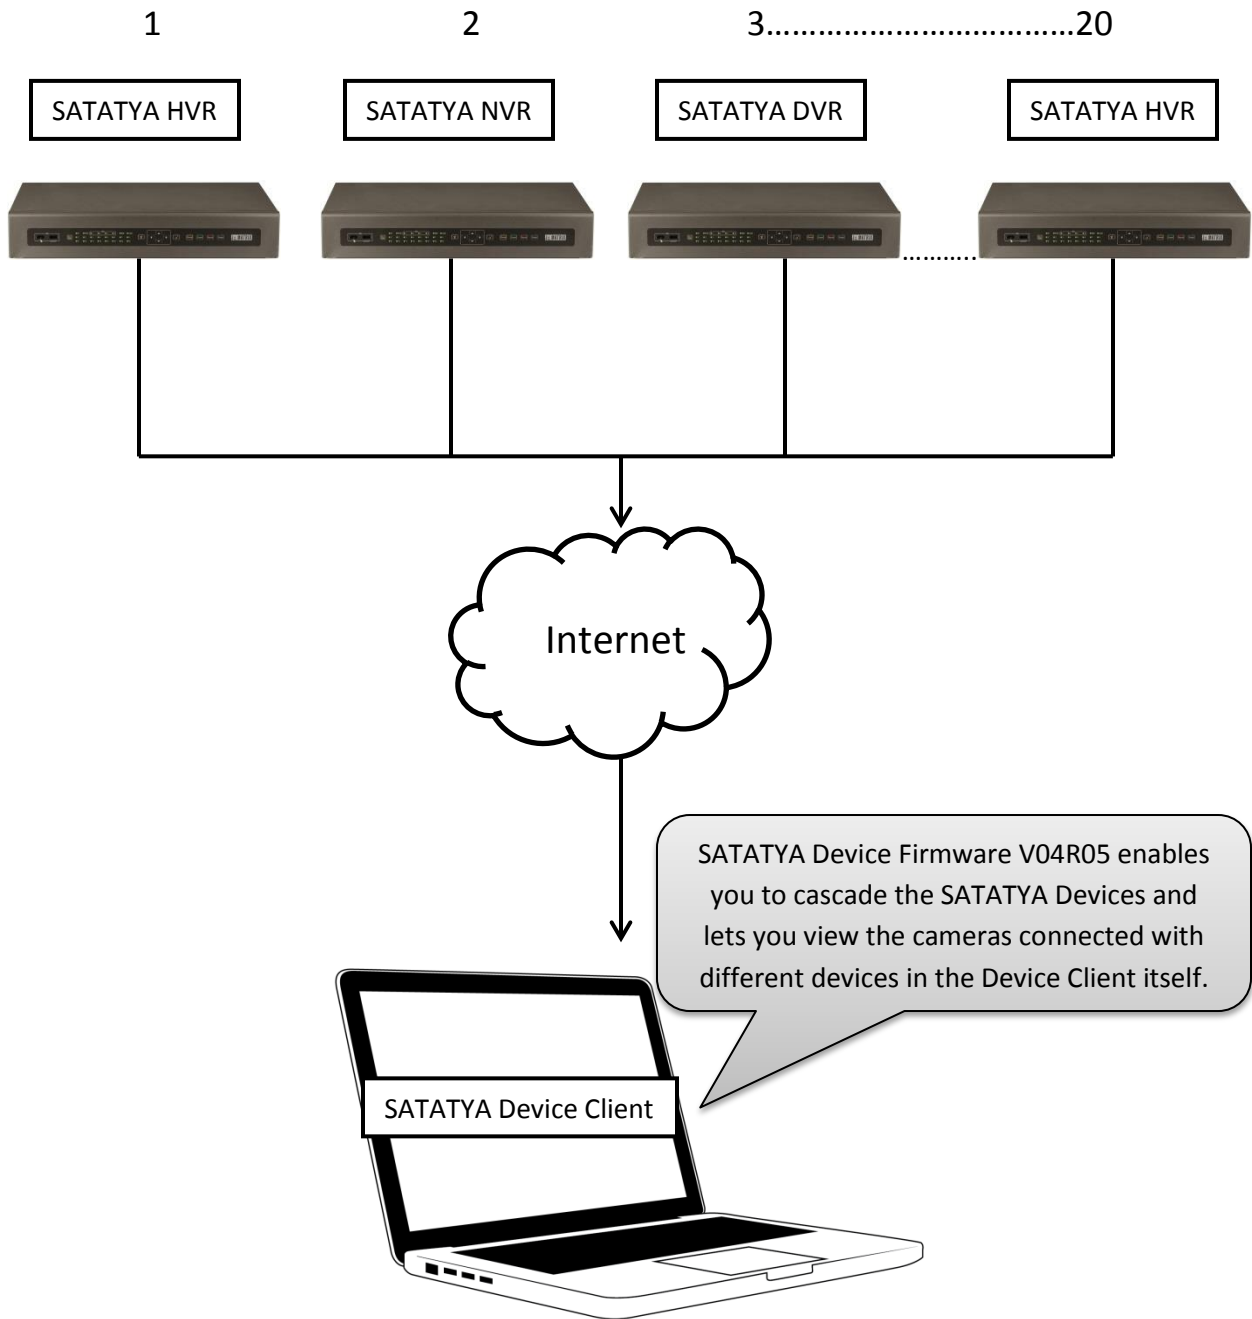 1 2 3…………………………………20
SATATYA HVR SATATYA NVR SATATYA DVR SATATYA HVR
………..
Internet
SATATYA Device Firmware V04R05 enables
you to cascade the SATATYA Devices and
lets you view the cameras connected with
different devices in the Device Client itself.
SATATYA Device Client